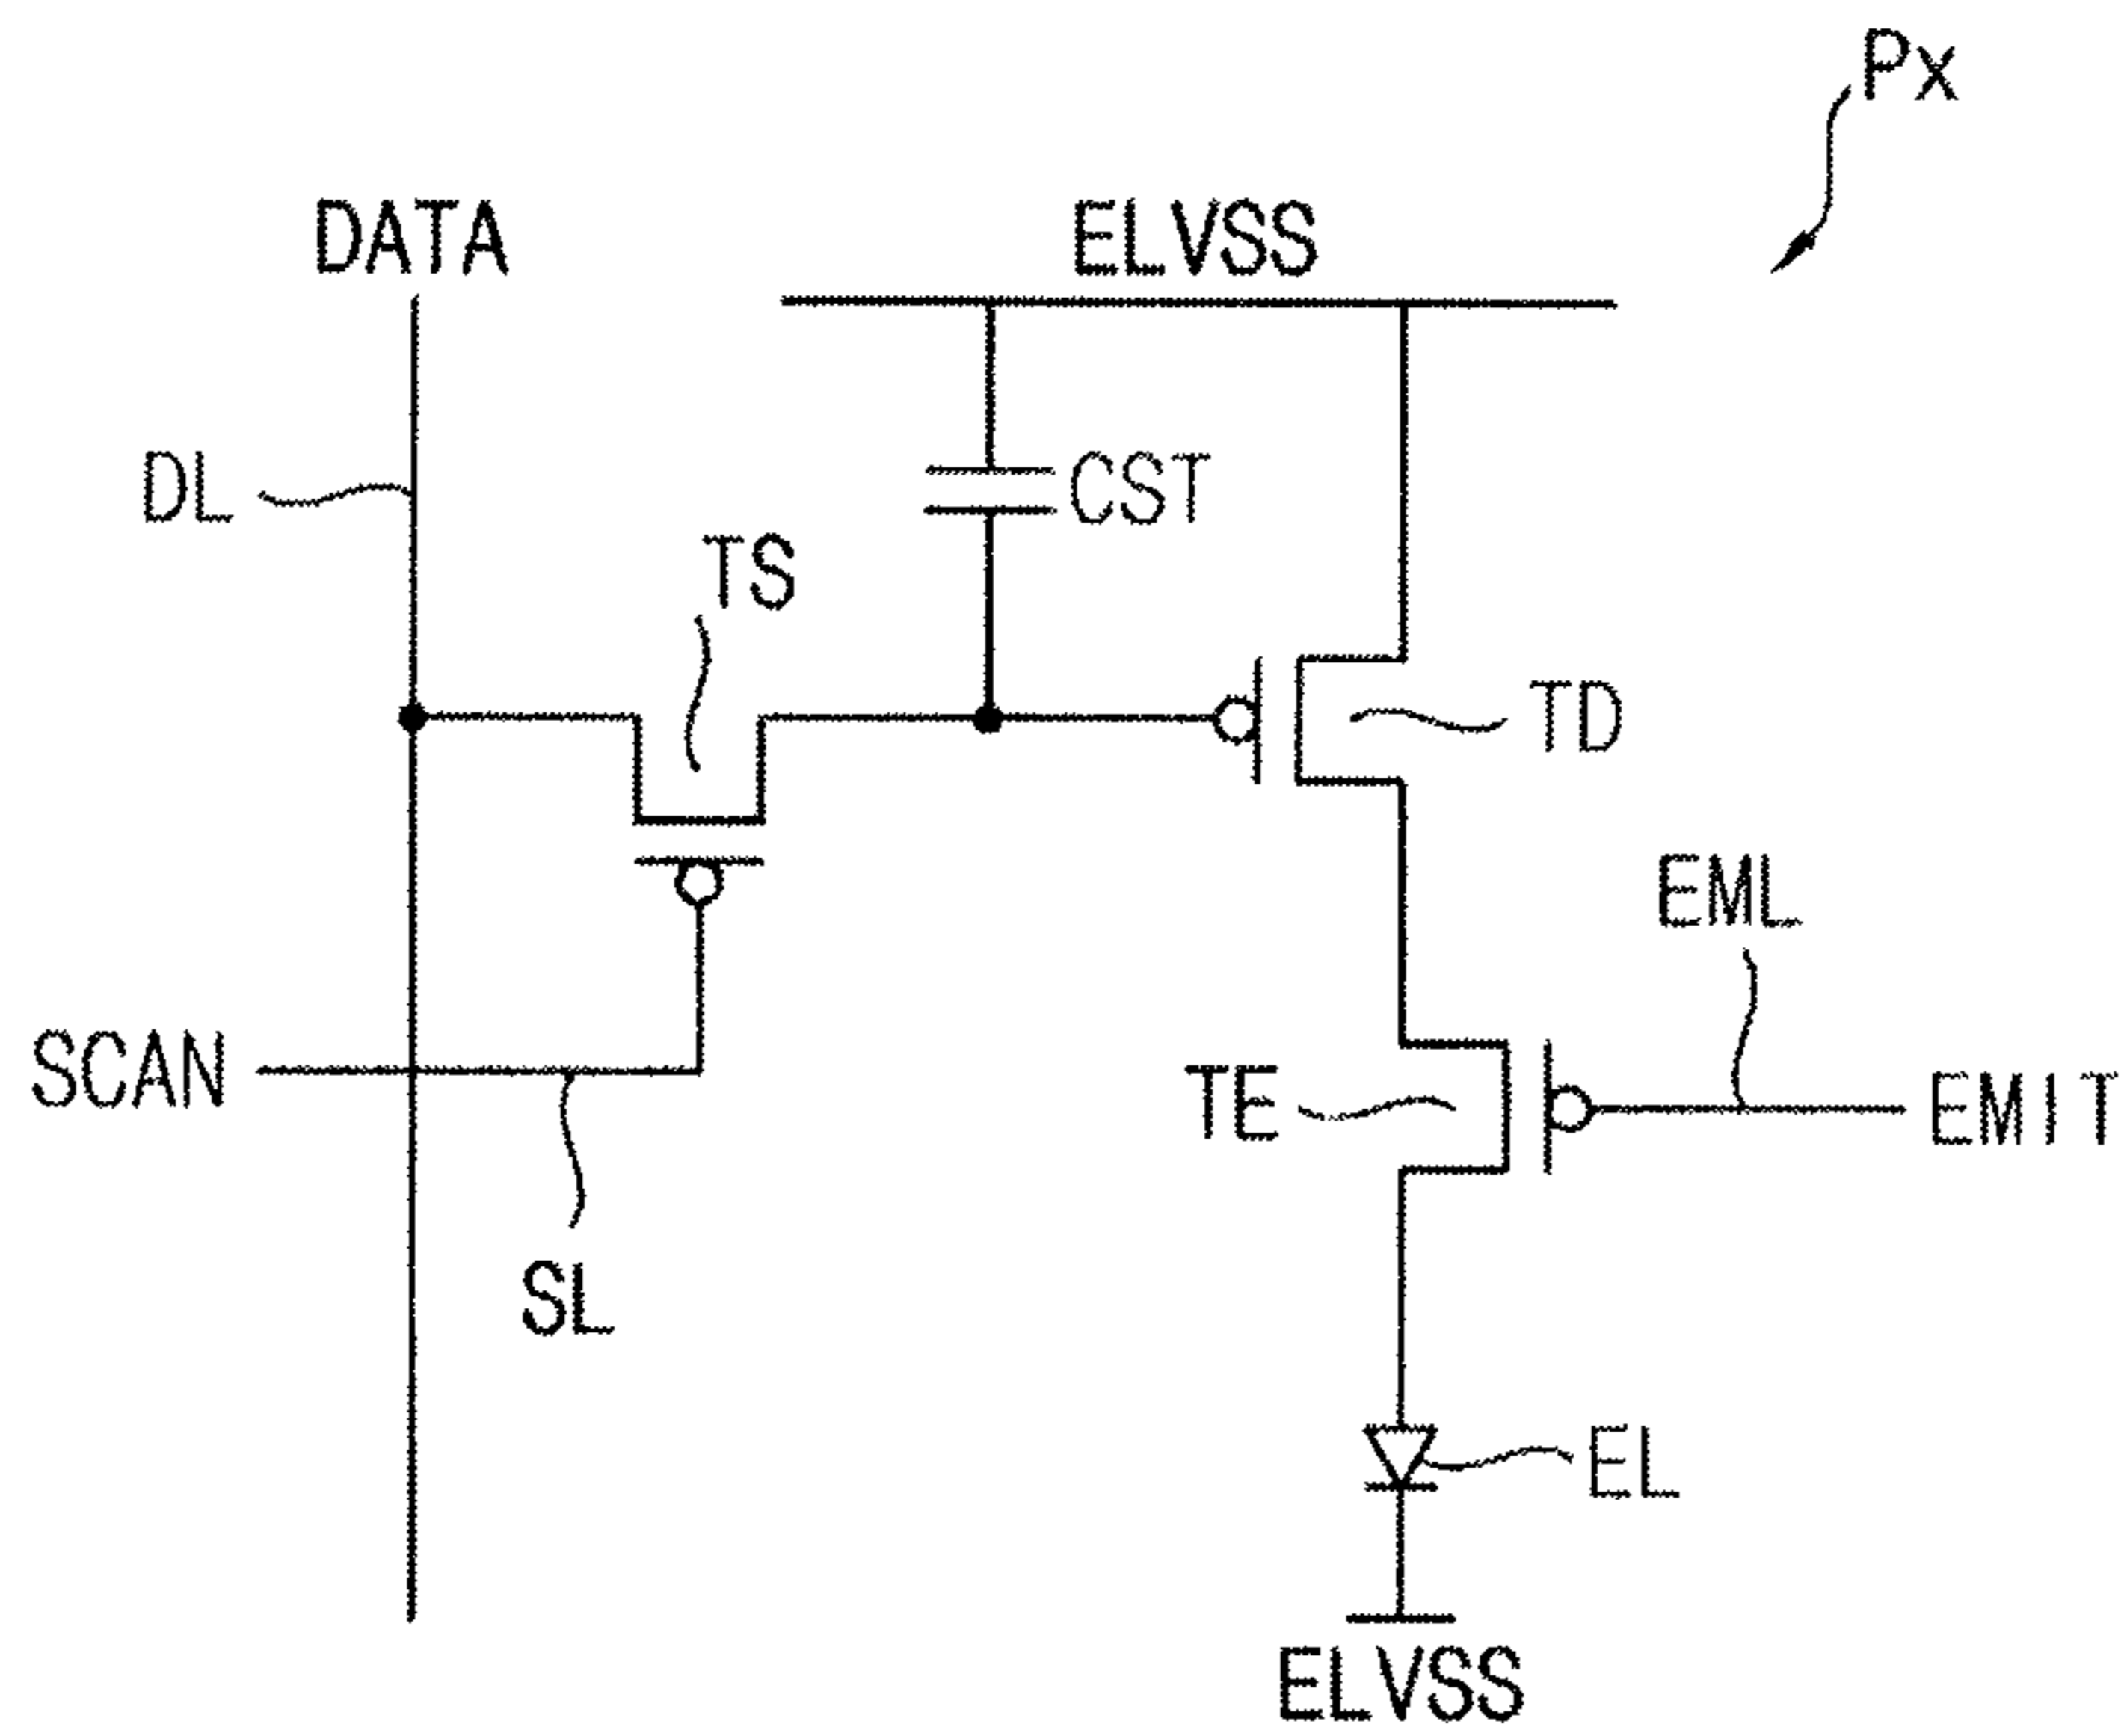 Px
DATA
ELVSS
DL
CST
TS
TD
EML
SCAN
TE
EMIT
SL
EL
ELVSS